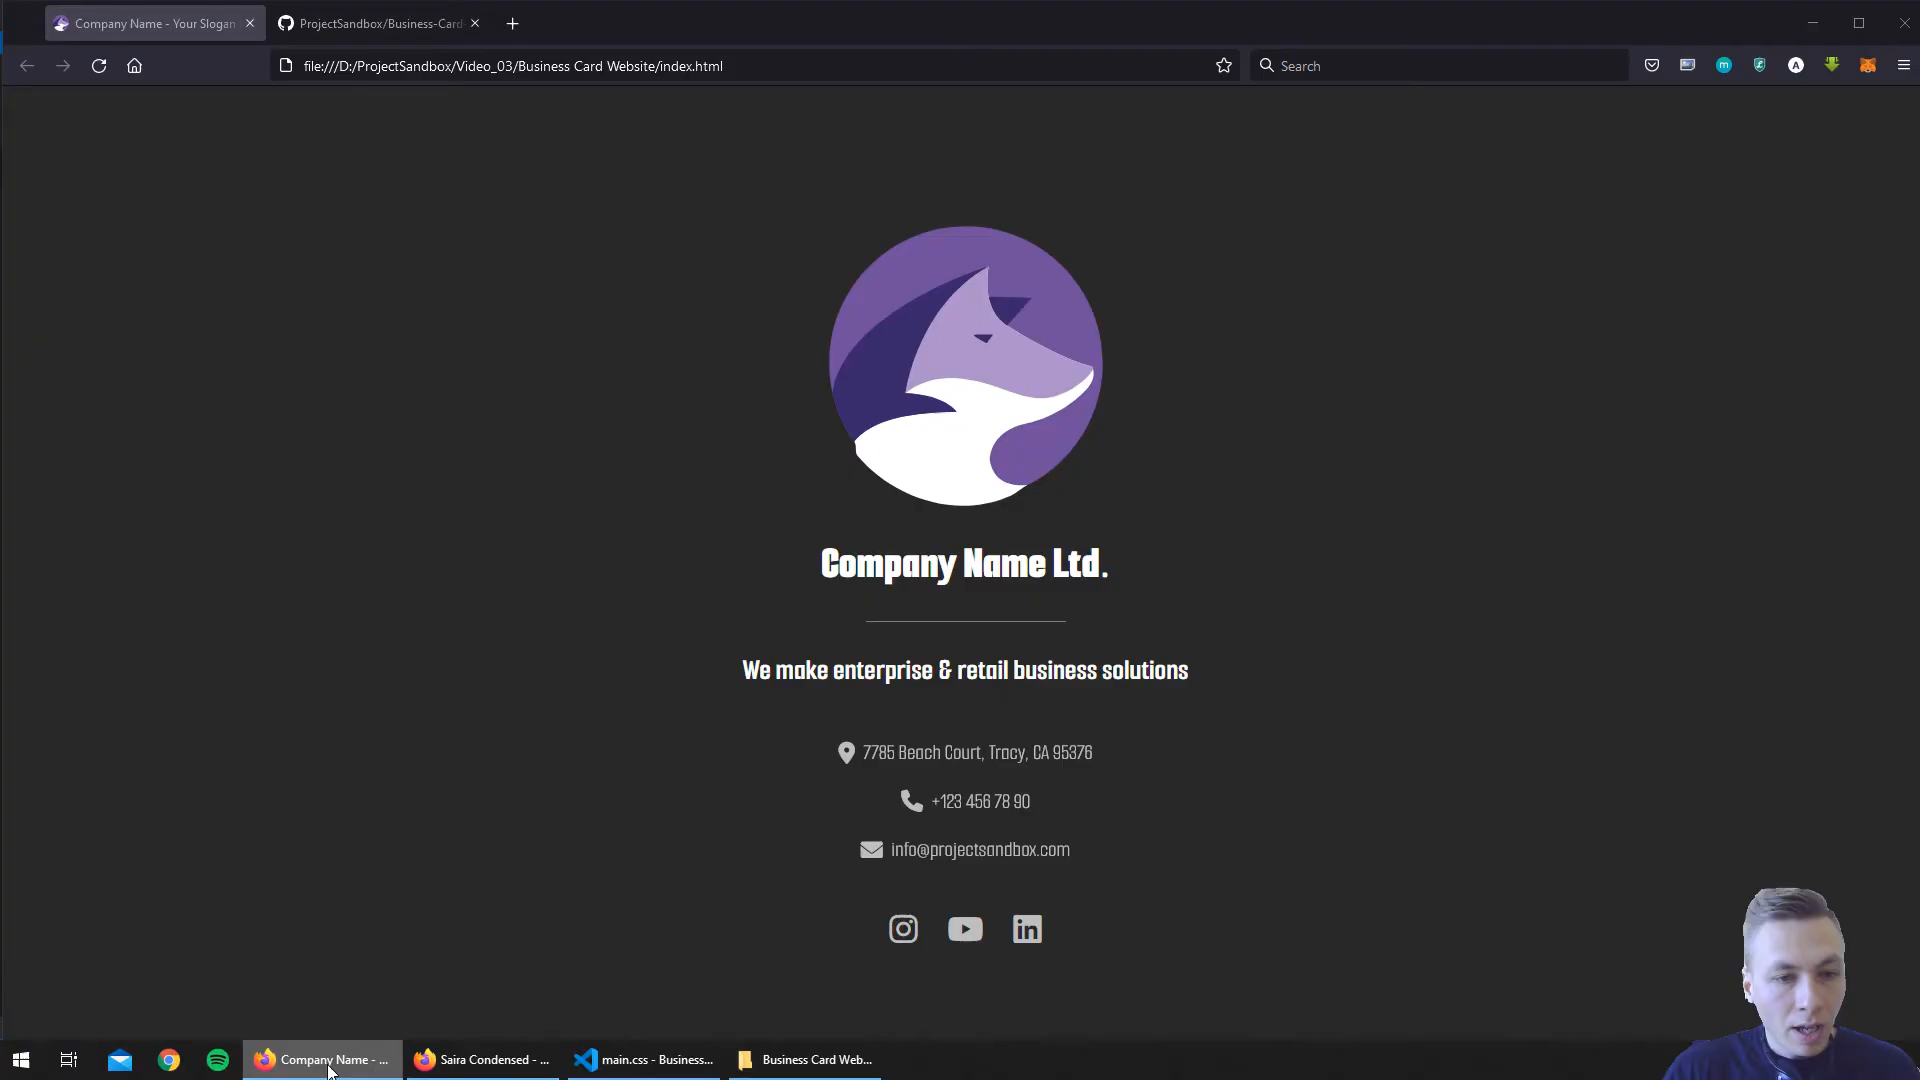 Company Name - Your Slogan
ProjectSandbox/Business-Card-
file:///D:/ProjectSandbox/Video_03/Business Card Website/index.html
Search
m
A
Company Name Ltd.
We make enterprise & retail business solutions
7785 Beach Court, Tracy, CA 95376
+123 456 78 90
info@projectsandbox.com
in
Company Name - ...
Saira Condensed - ...
main.css - Business...
Business Card Web...